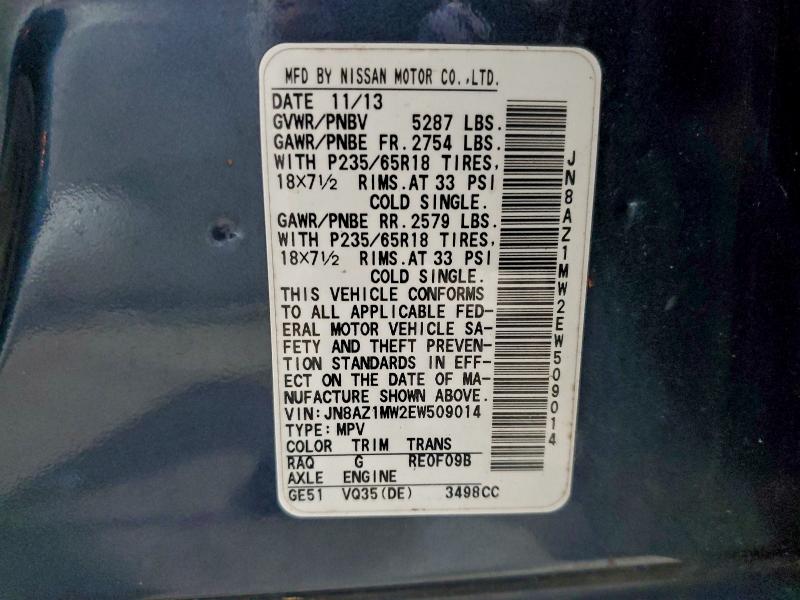 MFD BY NISSAN MOTOR CO.,LTD.
DATE 11/13
GVWR/PNBV 5287 LBS.
GAWR/PNBE FR. 2754 LBS.
WITH P235/65R18 TIRES,
18×7½ RIMS.AT 33 PSI
COLD SINGLE.
GAWR/PNBE RR. 2579 LBS.
WITH P235/65R18 TIRES,
18×7½ RIMS.AT 33 PSI
COLD SINGLE.
THIS VEHICLE CONFORMS
TO ALL APPLICABLE FED-
ERAL MOTOR VEHICLE SA-
FETY AND THEFT PREVEN-
TION STANDARDS IN EFF-
ECT ON THE DATE OF MA-
NUFACTURE SHOWN ABOVE.
VIN: JN8AZ1MW2EW509014
TYPE: MPV
COLOR TRIM TRANS
RAQ G RE0F09B
AXLE ENGINE
GE51 VQ35(DE) 3498CC
JN8AZ1MW2EW509014